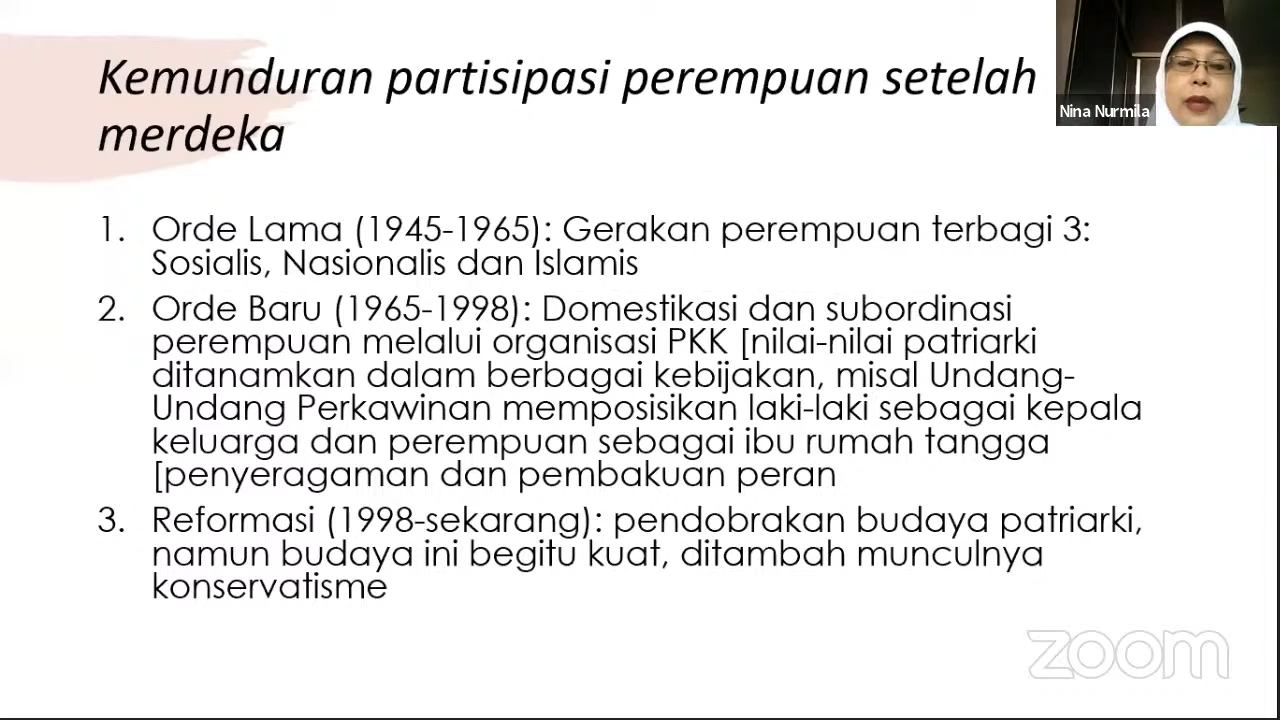 Kemunduran partisipasi perempuan setelah
merdeka
Nina Nurmila
1. Orde Lama (1945-1965): Gerakan perempuan terbagi 3:
Sosialis, Nasionalis dan Islamis
2. Orde Baru (1965-1998): Domestikasi dan subordinasi
perempuan melalui organisasi PKK [nilai-nilai patriarki
ditanamkan dalam berbagai kebijakan, misal Undang-
Undang Perkawinan memposisikan laki-laki sebagai kepala
keluarga dan perempuan sebagai ibu rumah tangga
[penyeragaman dan pembakuan peran
3. Reformasi (1998-sekarang): pendobrakan budaya patriarki,
namun budaya ini begitu kuat, ditambah munculnya
konservatisme
zoom